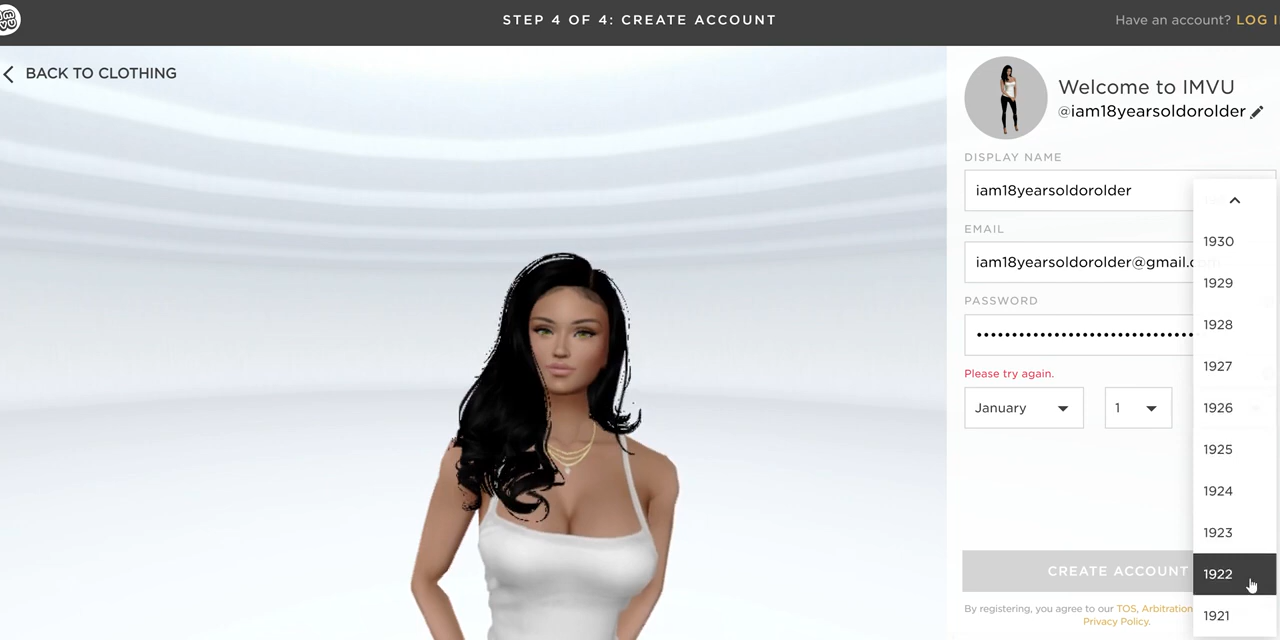 STEP 4 OF 4: CREATE ACCOUNT
Have an account? LOG
BACK TO CLOTHING
Welcome to IMVU
@iam18yearsoldorolder
DISPLAY NAME
iam18yearsoldorolder
EMAIL
iam18yearsoldorolder@gmail.c
PASSWORD
Please try again.
January
1
1930
1929
1928
1927
1926
1925
1924
1923
1922
1921
CREATE ACCOUNT
By registering, you agree to our TOS, Arbitration
Privacy Policy.